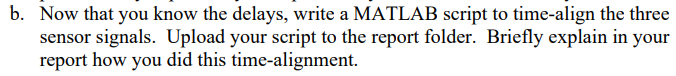 b. Now that you know the delays, write a MATLAB script to time-align the three
sensor signals. Upload your script to the report folder. Briefly explain in your
report how you did this time-alignment.